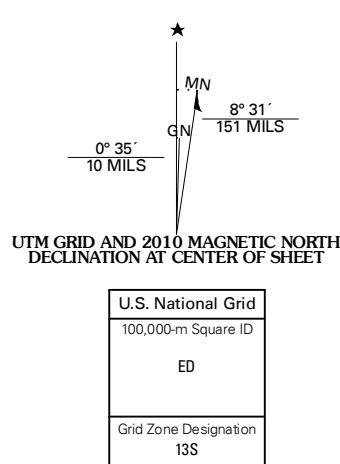 ★
MN
8° 31´
151 MILS
GN
0° 35´
10 MILS
UTM GRID AND 2010 MAGNETIC NORTH
DECLINATION AT CENTER OF SHEET
U.S. National Grid
100,000-m Square ID
ED
Grid Zone Designation
13S